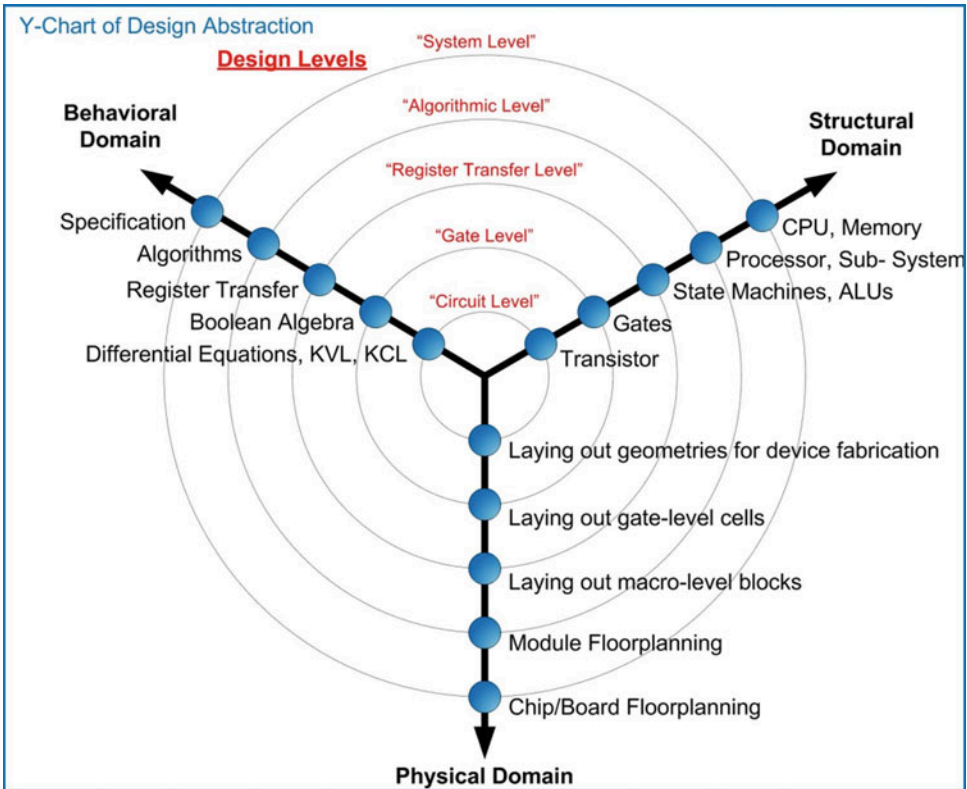 Y-Chart of Design Abstraction
Design Levels
“System Level”
“Algorithmic Level”
“Register Transfer Level”
“Gate Level”
“Circuit Level”
Behavioral
Domain
Specification
Algorithms
Register Transfer
Boolean Algebra
Differential Equations, KVL, KCL
Structural
Domain
CPU, Memory
Processor, Sub- System
State Machines, ALUs
Gates
Transistor
Laying out geometries for device fabrication
Laying out gate-level cells
Laying out macro-level blocks
Module Floorplanning
Chip/Board Floorplanning
Physical Domain